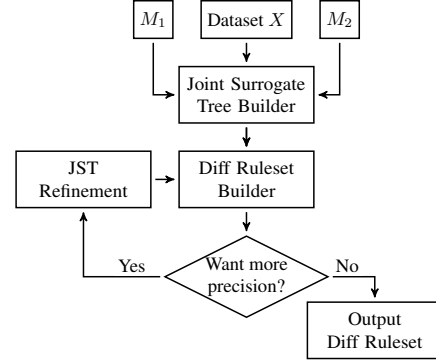 M₁
Dataset X
M₂
Joint Surrogate
Tree Builder
JST
Refinement
Diff Ruleset
Builder
Yes
Want more
precision?
No
Output
Diff Ruleset